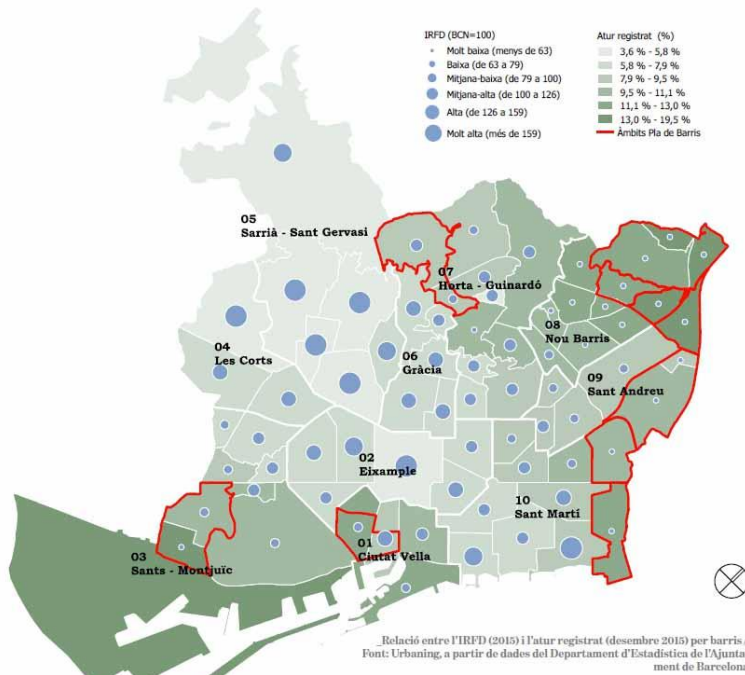 IRFD (BCN=100)
Molt baixa (menys de 63)
Baixa (de 63 a 79)
Mitjana-baixa (de 79 a 100)
Mitjana-alta (de 100 a 126)
Alta (de 126 a 159)
Molt alta (més de 159)
Atur registrat (%)
3,6 % - 5,8 %
5,8 % - 7,9 %
7,9 % - 9,5 %
9,5 % - 11,1 %
11,1 % - 13,0 %
13,0 % - 19,5 %
Àmbits Pla de Barris
05
Sarrià - Sant Gervasi
07
Horta - Guinardó
08
Nou Barris
04
Les Corts
06
Gràcia
09
Sant Andreu
02
Eixample
10
Sant Martí
03
Sants - Montjuïc
01
Ciutat Vella
_Relació entre l'IRFD (2015) i l'atur registrat (desembre 2015) per barris.
Font: Urbaning, a partir de dades del Departament d'Estadística de l'Ajunta-
ment de Barcelona